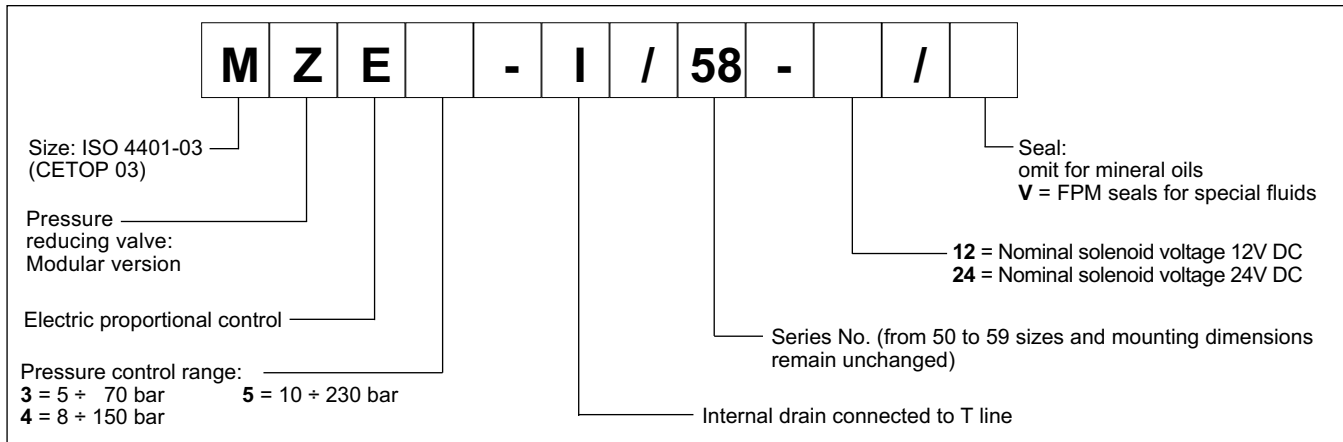 M Z E - I / 58 - /
Size: ISO 4401-03
(CETOP 03)
Pressure
reducing valve:
Modular version
Electric proportional control
Pressure control range:
3 = 5 ÷ 70 bar 5 = 10 ÷ 230 bar
4 = 8 ÷ 150 bar
Seal:
omit for mineral oils
V = FPM seals for special fluids
12 = Nominal solenoid voltage 12V DC
24 = Nominal solenoid voltage 24V DC
Series No. (from 50 to 59 sizes and mounting dimensions
remain unchanged)
Internal drain connected to T line